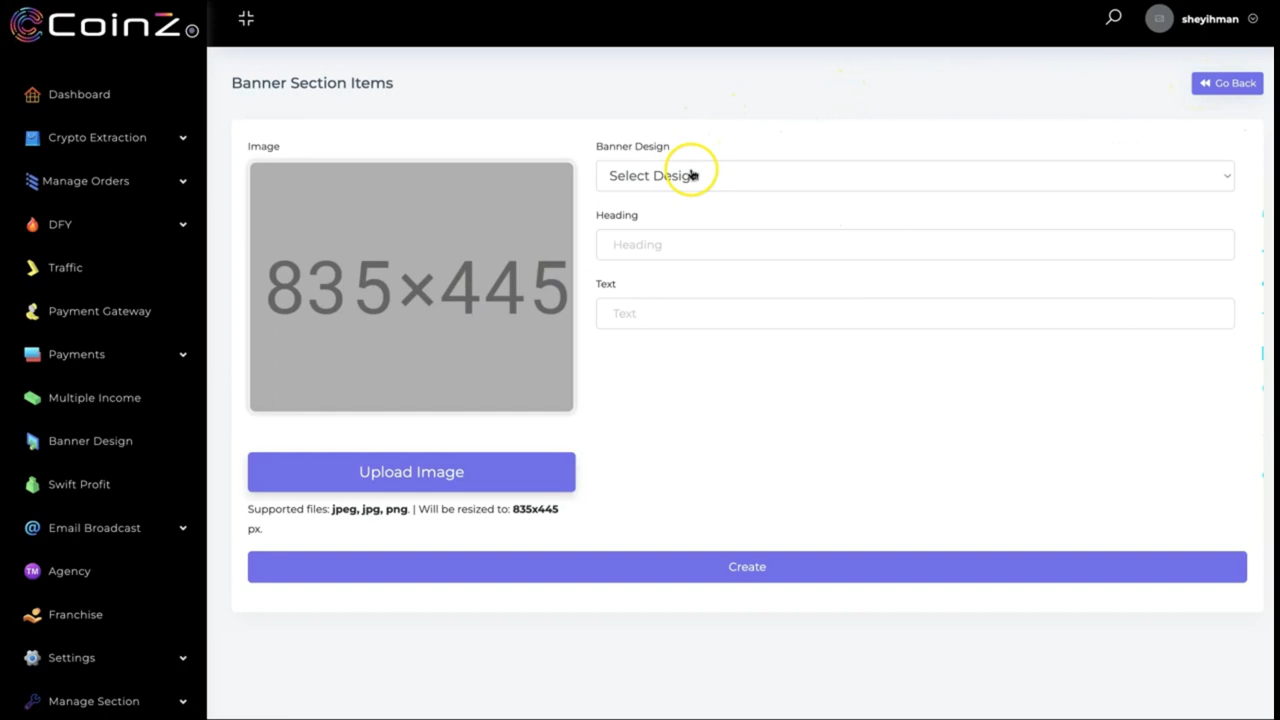 CoinZ
sheyihman
Dashboard
Crypto Extraction
Manage Orders
DFY
Traffic
Payment Gateway
Payments
Multiple Income
Banner Design
Swift Profit
Email Broadcast
TM
Agency
Franchise
Settings
Manage Section
Banner Section Items
Go Back
Image
835×445
Upload Image
Supported files: jpeg, jpg, png. | Will be resized to: 835x445
px.
Banner Design
Select Design
Heading
Heading
Text
Text
Create